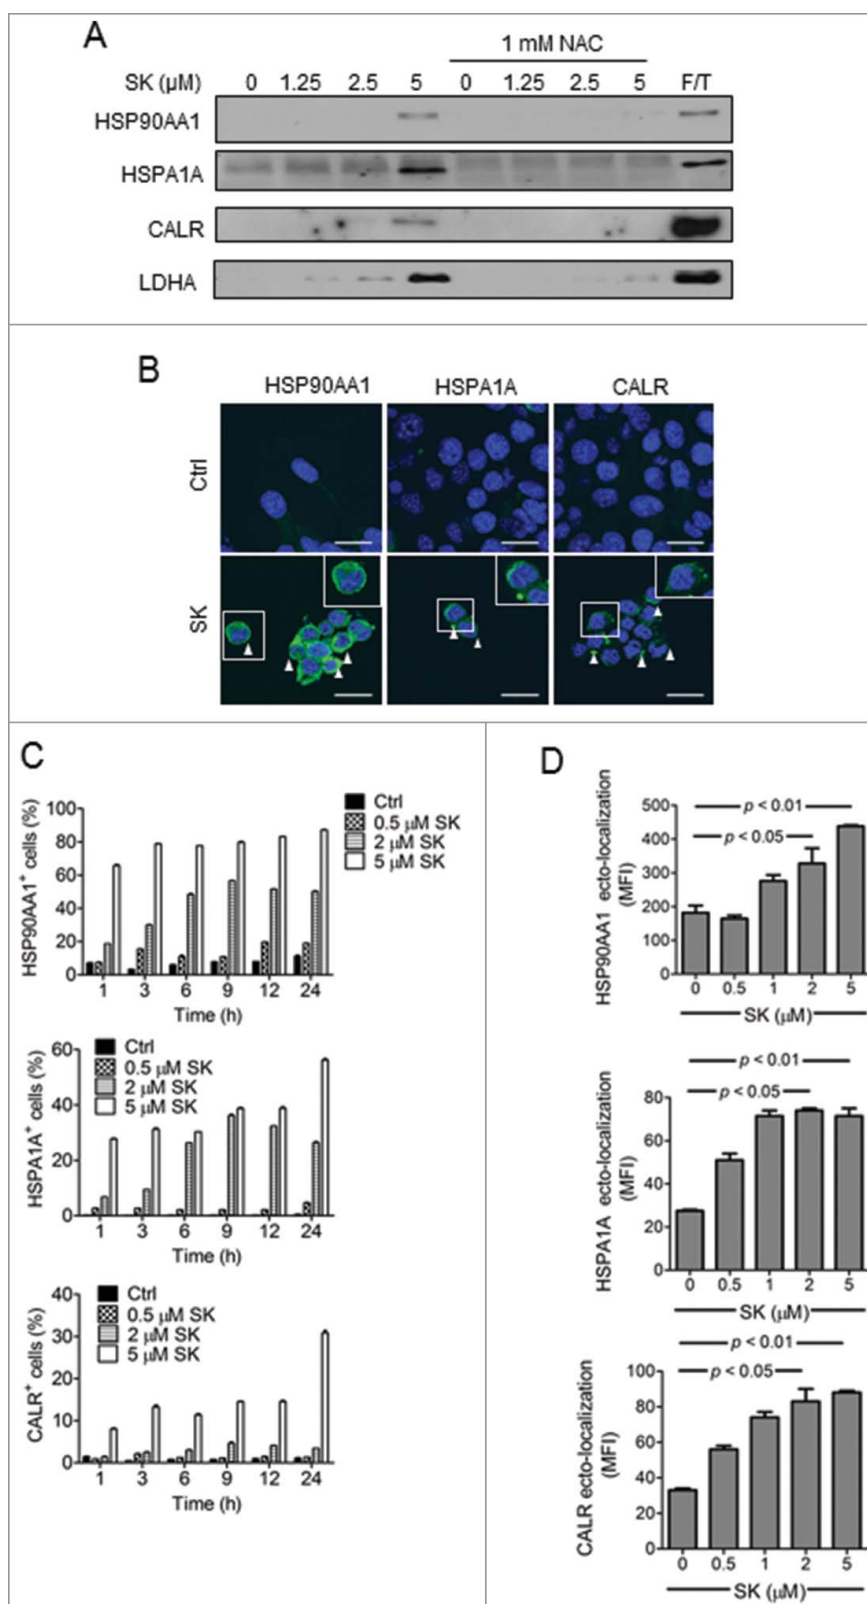 A
1 mM NAC
SK (µM) 0 1.25 2.5 5 0 1.25 2.5 5 F/T
HSP90AA1
HSPA1A
CALR
LDHA
B
HSP90AA1 HSPA1A CALR
Ctrl
SK
C
HSP90AA1⁺ cells (%)
100
80
60
40
20
0
1 3 6 9 12 24
Time (h)
Ctrl
0.5 µM SK
2 µM SK
5 µM SK
HSPA1A⁺ cells (%)
60
40
20
0
1 3 6 9 12 24
Time (h)
Ctrl
0.5 µM SK
2 µM SK
5 µM SK
CALR⁺ cells (%)
40
30
20
10
0
1 3 6 9 12 24
Time (h)
Ctrl
0.5 µM SK
2 µM SK
5 µM SK
D
HSP90AA1 ecto-localization
(MFI)
500
400
300
200
100
0
p < 0.01
p < 0.05
0 0.5 1 2 5
SK (µM)
HSPA1A ecto-localization
(MFI)
80
60
40
20
0
p < 0.01
p < 0.05
0 0.5 1 2 5
SK (µM)
CALR ecto-localization
(MFI)
100
80
60
40
20
0
p < 0.01
p < 0.05
0 0.5 1 2 5
SK (µM)